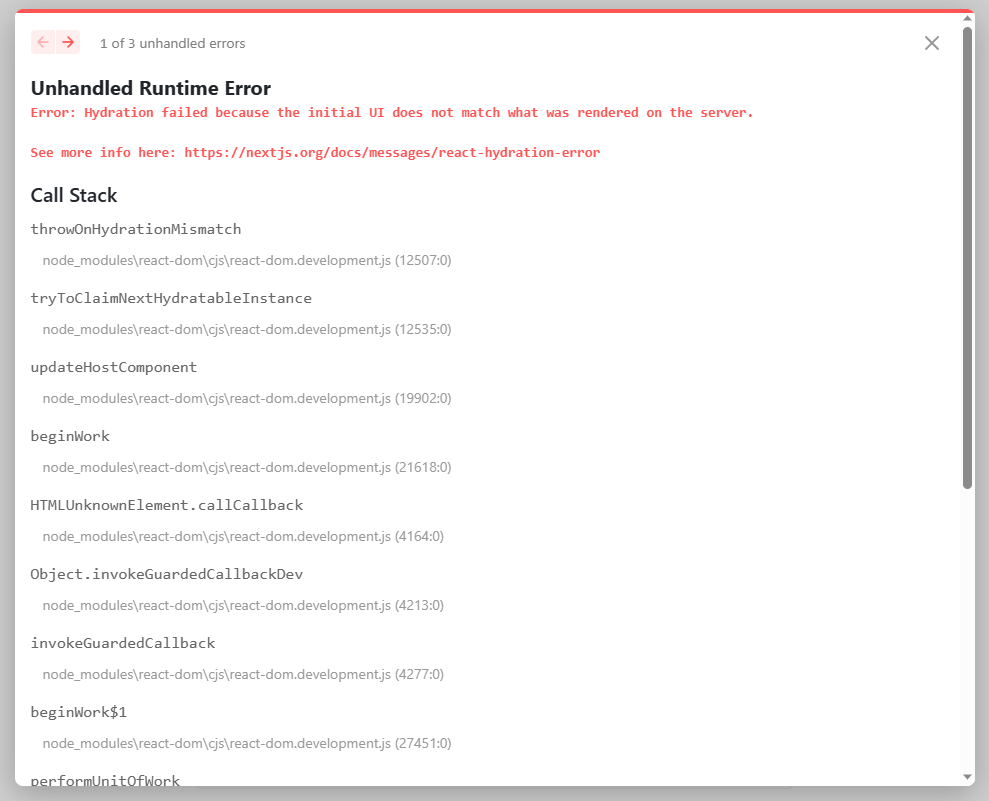 1 of 3 unhandled errors
Unhandled Runtime Error
Error: Hydration failed because the initial UI does not match what was rendered on the server.
See more info here: https://nextjs.org/docs/messages/react-hydration-error
Call Stack
throwOnHydrationMismatch
node_modules\react-dom\cjs\react-dom.development.js (12507:0)
tryToClaimNextHydratableInstance
node_modules\react-dom\cjs\react-dom.development.js (12535:0)
updateHostComponent
node_modules\react-dom\cjs\react-dom.development.js (19902:0)
beginWork
node_modules\react-dom\cjs\react-dom.development.js (21618:0)
HTMLUnknownElement.callCallback
node_modules\react-dom\cjs\react-dom.development.js (4164:0)
Object.invokeGuardedCallbackDev
node_modules\react-dom\cjs\react-dom.development.js (4213:0)
invokeGuardedCallback
node_modules\react-dom\cjs\react-dom.development.js (4277:0)
beginWork$1
node_modules\react-dom\cjs\react-dom.development.js (27451:0)
performUnitOfWork